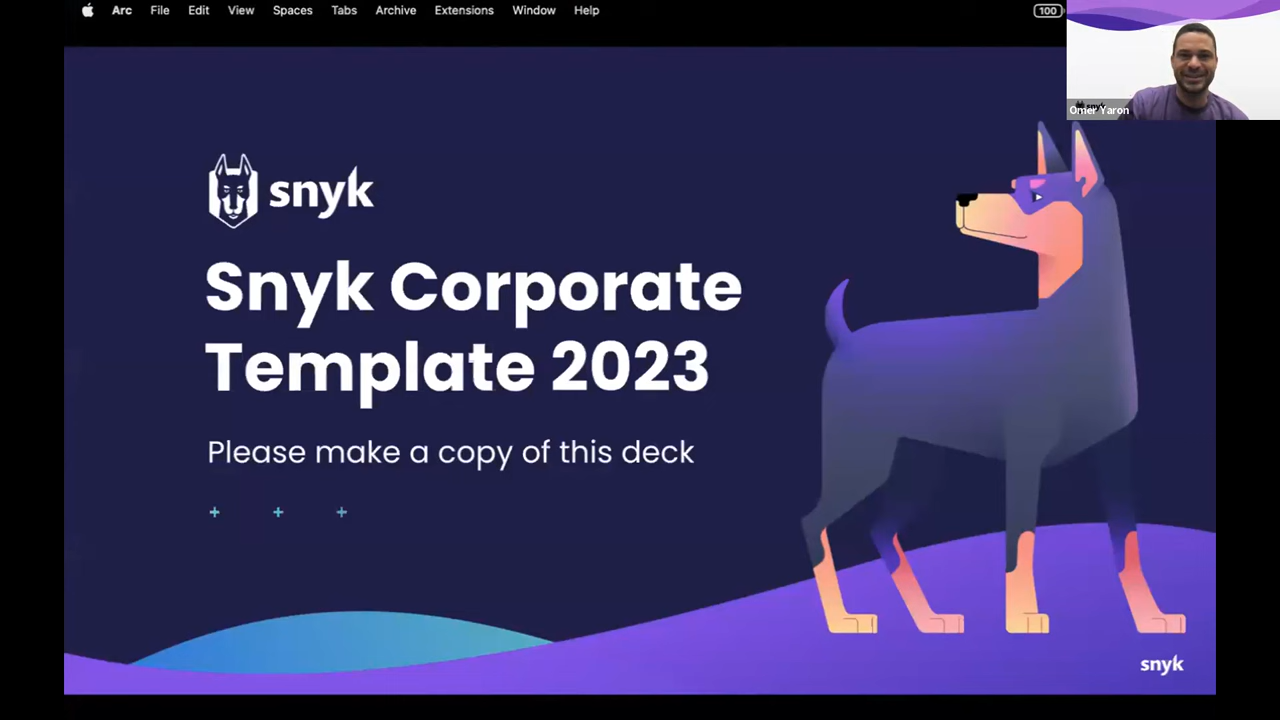 Arc File Edit View Spaces Tabs Archive Extensions Window Help 100
Omer Yaron
snyk
Snyk Corporate
Template 2023
Please make a copy of this deck
snyk